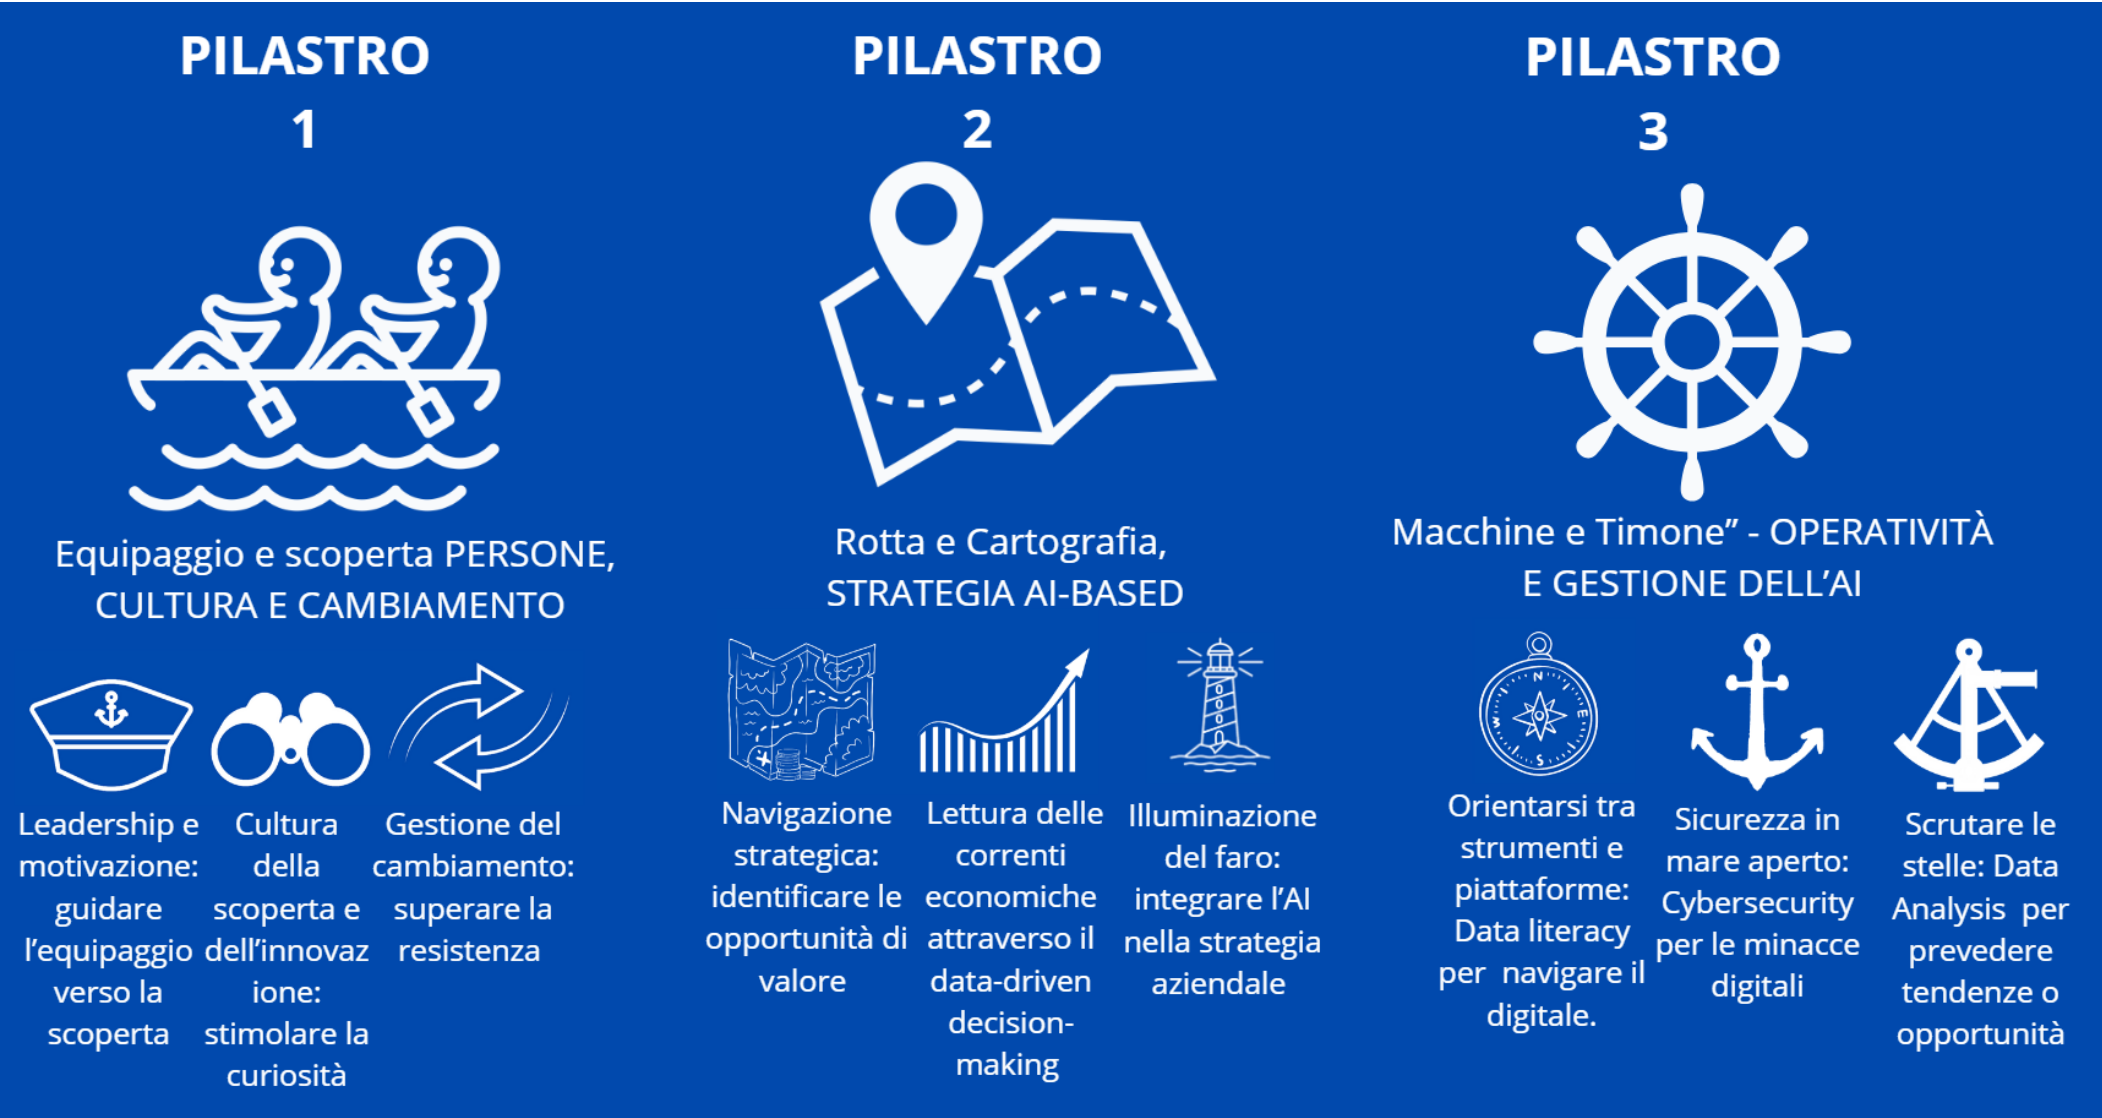 PILASTRO
1
Equipaggio e scoperta PERSONE,
CULTURA E CAMBIAMENTO
Leadership e
motivazione:
guidare
l'equipaggio
verso la
scoperta
Cultura
della
scoperta e
dell'innovaz
ione:
stimolare la
curiosità
Gestione del
cambiamento:
superare la
resistenza
PILASTRO
2
Rotta e Cartografia,
STRATEGIA AI-BASED
Navigazione
strategica:
identificare le
opportunità di
valore
Lettura delle
correnti
economiche
attraverso il
data-driven
decision-
making
Illuminazione
del faro:
integrare l'AI
nella strategia
aziendale
PILASTRO
3
Macchine e Timone” - OPERATIVITÀ
E GESTIONE DELL’AI
N
E
S
W
Orientarsi tra
strumenti e
piattaforme:
Data literacy
per navigare il
digitale.
Sicurezza in
mare aperto:
Cybersecurity
per le minacce
digitali
Scrutare le
stelle: Data
Analysis per
prevedere
tendenze o
opportunità